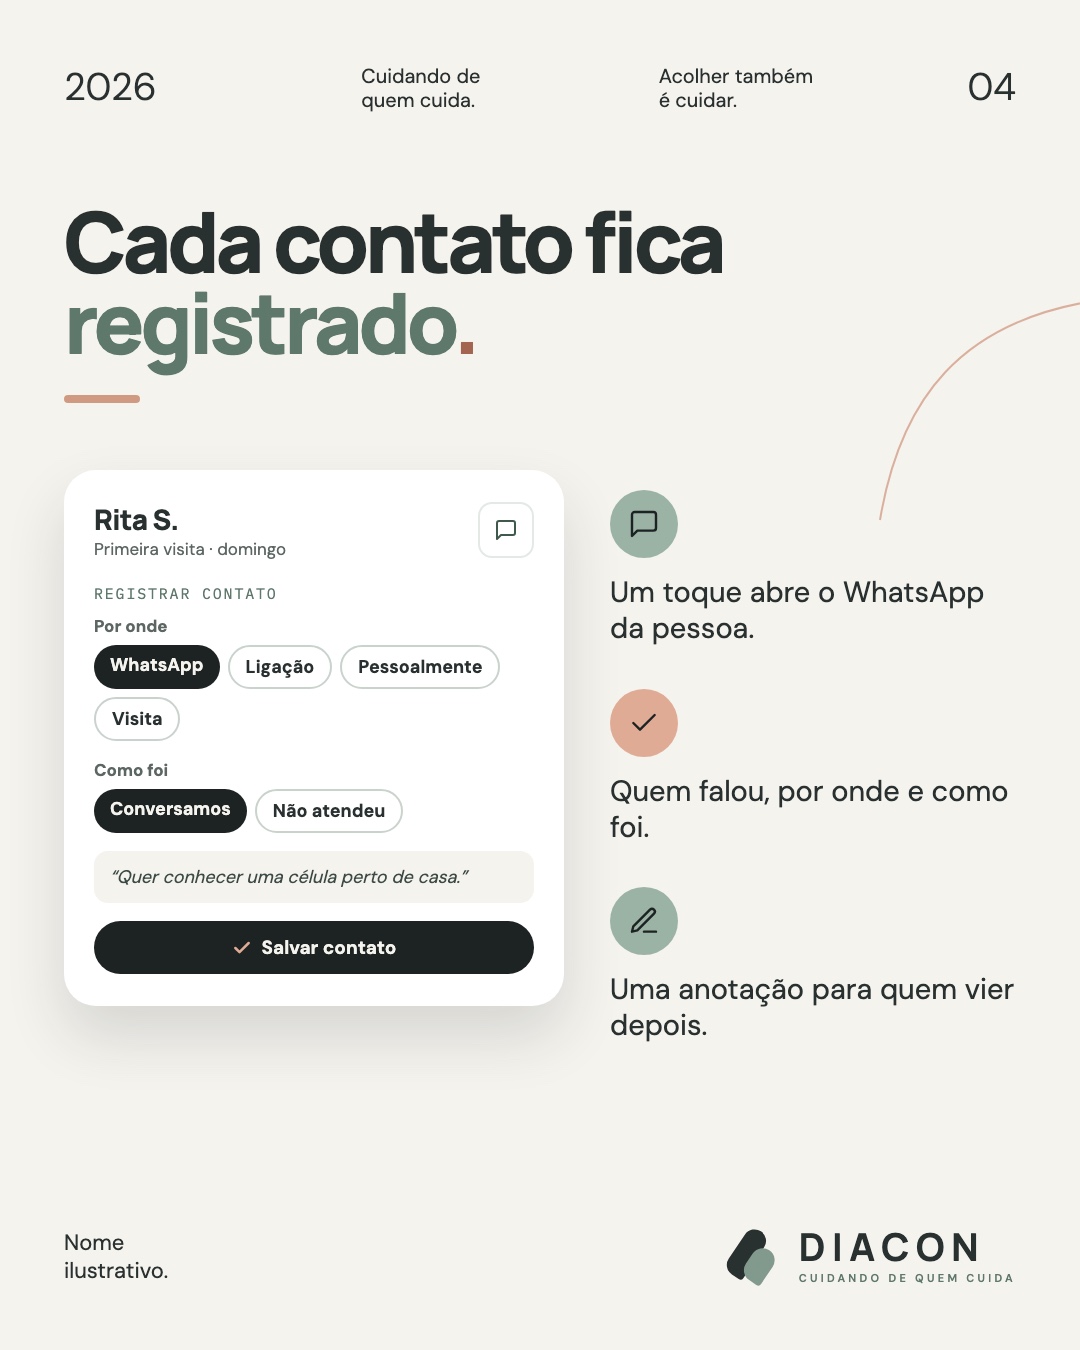 2026
Cuidando de
quem cuida.
Acolher também
é cuidar.
04
Cada contato fica
registrado.
Rita S.
Primeira visita · domingo
REGISTRAR CONTATO
Por onde
WhatsApp
Ligação
Pessoalmente
Visita
Como foi
Conversamos
Não atendeu
“Quer conhecer uma célula perto de casa.”
Salvar contato
Um toque abre o WhatsApp
da pessoa.
Quem falou, por onde e como
foi.
Uma anotação para quem vier
depois.
Nome
ilustrativo.
DIACON
CUIDANDO DE QUEM CUIDA